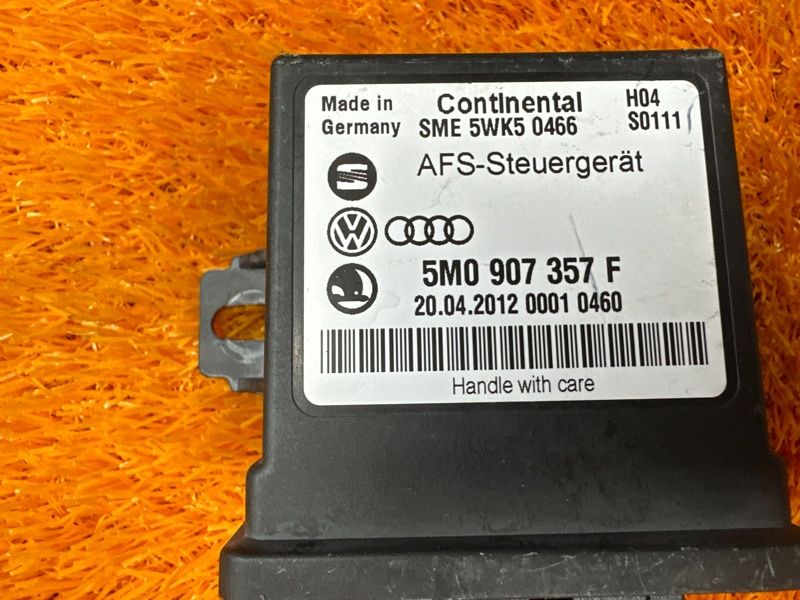 Made in Germany
Continental
SME 5WK5 0466
H04
S0111
AFS-Steuergerät
VW
5M0 907 357 F
20.04.2012 0001 0460
Handle with care